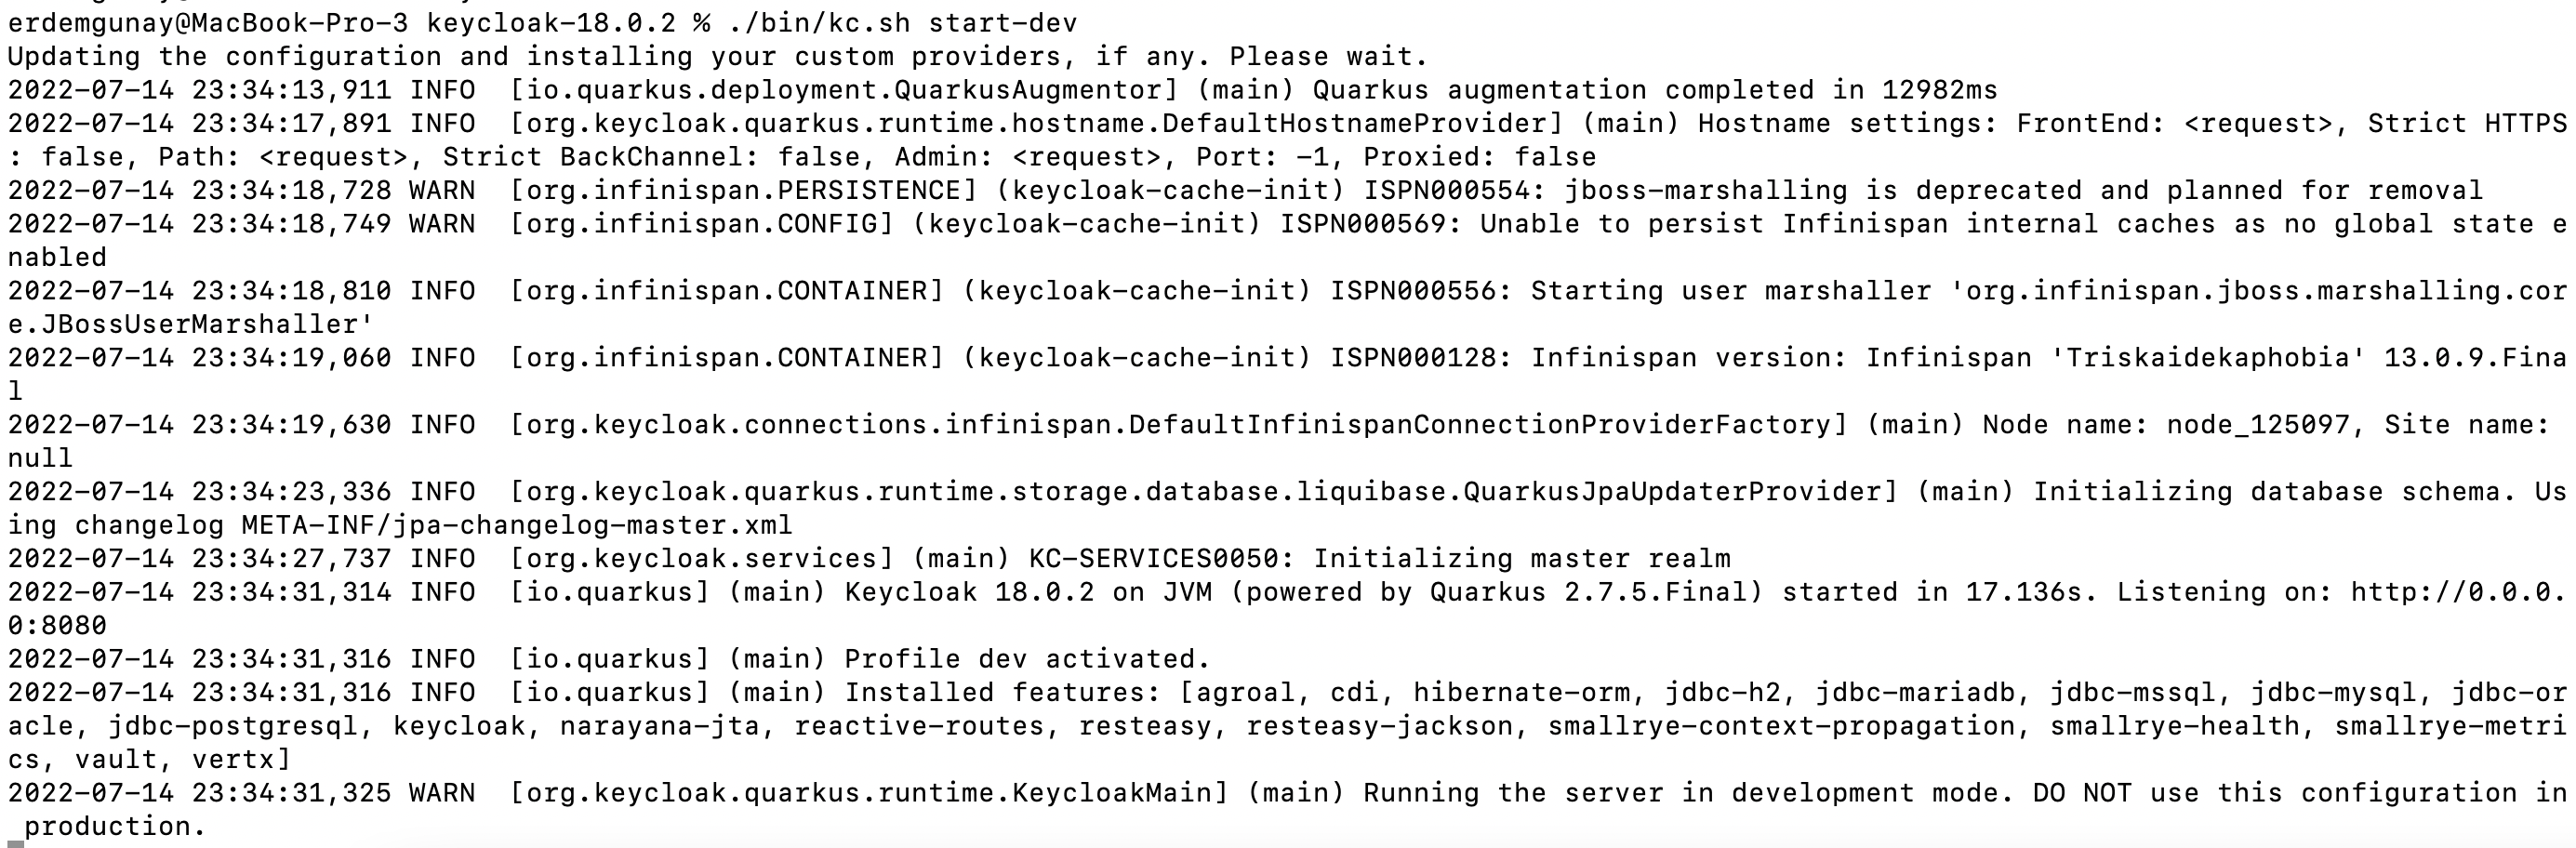 erdemgunay@MacBook-Pro-3 keycloak-18.0.2 % ./bin/kc.sh start-dev
Updating the configuration and installing your custom providers, if any. Please wait.
2022-07-14 23:34:13,911 INFO  [io.quarkus.deployment.QuarkusAugmentor] (main) Quarkus augmentation completed in 12982ms
2022-07-14 23:34:17,891 INFO  [org.keycloak.quarkus.runtime.hostname.DefaultHostnameProvider] (main) Hostname settings: FrontEnd: <request>, Strict HTTPS
: false, Path: <request>, Strict BackChannel: false, Admin: <request>, Port: -1, Proxied: false
2022-07-14 23:34:18,728 WARN  [org.infinispan.PERSISTENCE] (keycloak-cache-init) ISPN000554: jboss-marshalling is deprecated and planned for removal
2022-07-14 23:34:18,749 WARN  [org.infinispan.CONFIG] (keycloak-cache-init) ISPN000569: Unable to persist Infinispan internal caches as no global state e
nabled
2022-07-14 23:34:18,810 INFO  [org.infinispan.CONTAINER] (keycloak-cache-init) ISPN000556: Starting user marshaller 'org.infinispan.jboss.marshalling.cor
e.JBossUserMarshaller'
2022-07-14 23:34:19,060 INFO  [org.infinispan.CONTAINER] (keycloak-cache-init) ISPN000128: Infinispan version: Infinispan 'Triskaidekaphobia' 13.0.9.Fina
l
2022-07-14 23:34:19,630 INFO  [org.keycloak.connections.infinispan.DefaultInfinispanConnectionProviderFactory] (main) Node name: node_125097, Site name:
null
2022-07-14 23:34:23,336 INFO  [org.keycloak.quarkus.runtime.storage.database.liquibase.QuarkusJpaUpdaterProvider] (main) Initializing database schema. Us
ing changelog META-INF/jpa-changelog-master.xml
2022-07-14 23:34:27,737 INFO  [org.keycloak.services] (main) KC-SERVICES0050: Initializing master realm
2022-07-14 23:34:31,314 INFO  [io.quarkus] (main) Keycloak 18.0.2 on JVM (powered by Quarkus 2.7.5.Final) started in 17.136s. Listening on: http://0.0.0.
0:8080
2022-07-14 23:34:31,316 INFO  [io.quarkus] (main) Profile dev activated.
2022-07-14 23:34:31,316 INFO  [io.quarkus] (main) Installed features: [agroal, cdi, hibernate-orm, jdbc-h2, jdbc-mariadb, jdbc-mssql, jdbc-mysql, jdbc-or
acle, jdbc-postgresql, keycloak, narayana-jta, reactive-routes, resteasy, resteasy-jackson, smallrye-context-propagation, smallrye-health, smallrye-metri
cs, vault, vertx]
2022-07-14 23:34:31,325 WARN  [org.keycloak.quarkus.runtime.KeycloakMain] (main) Running the server in development mode. DO NOT use this configuration in
 production.